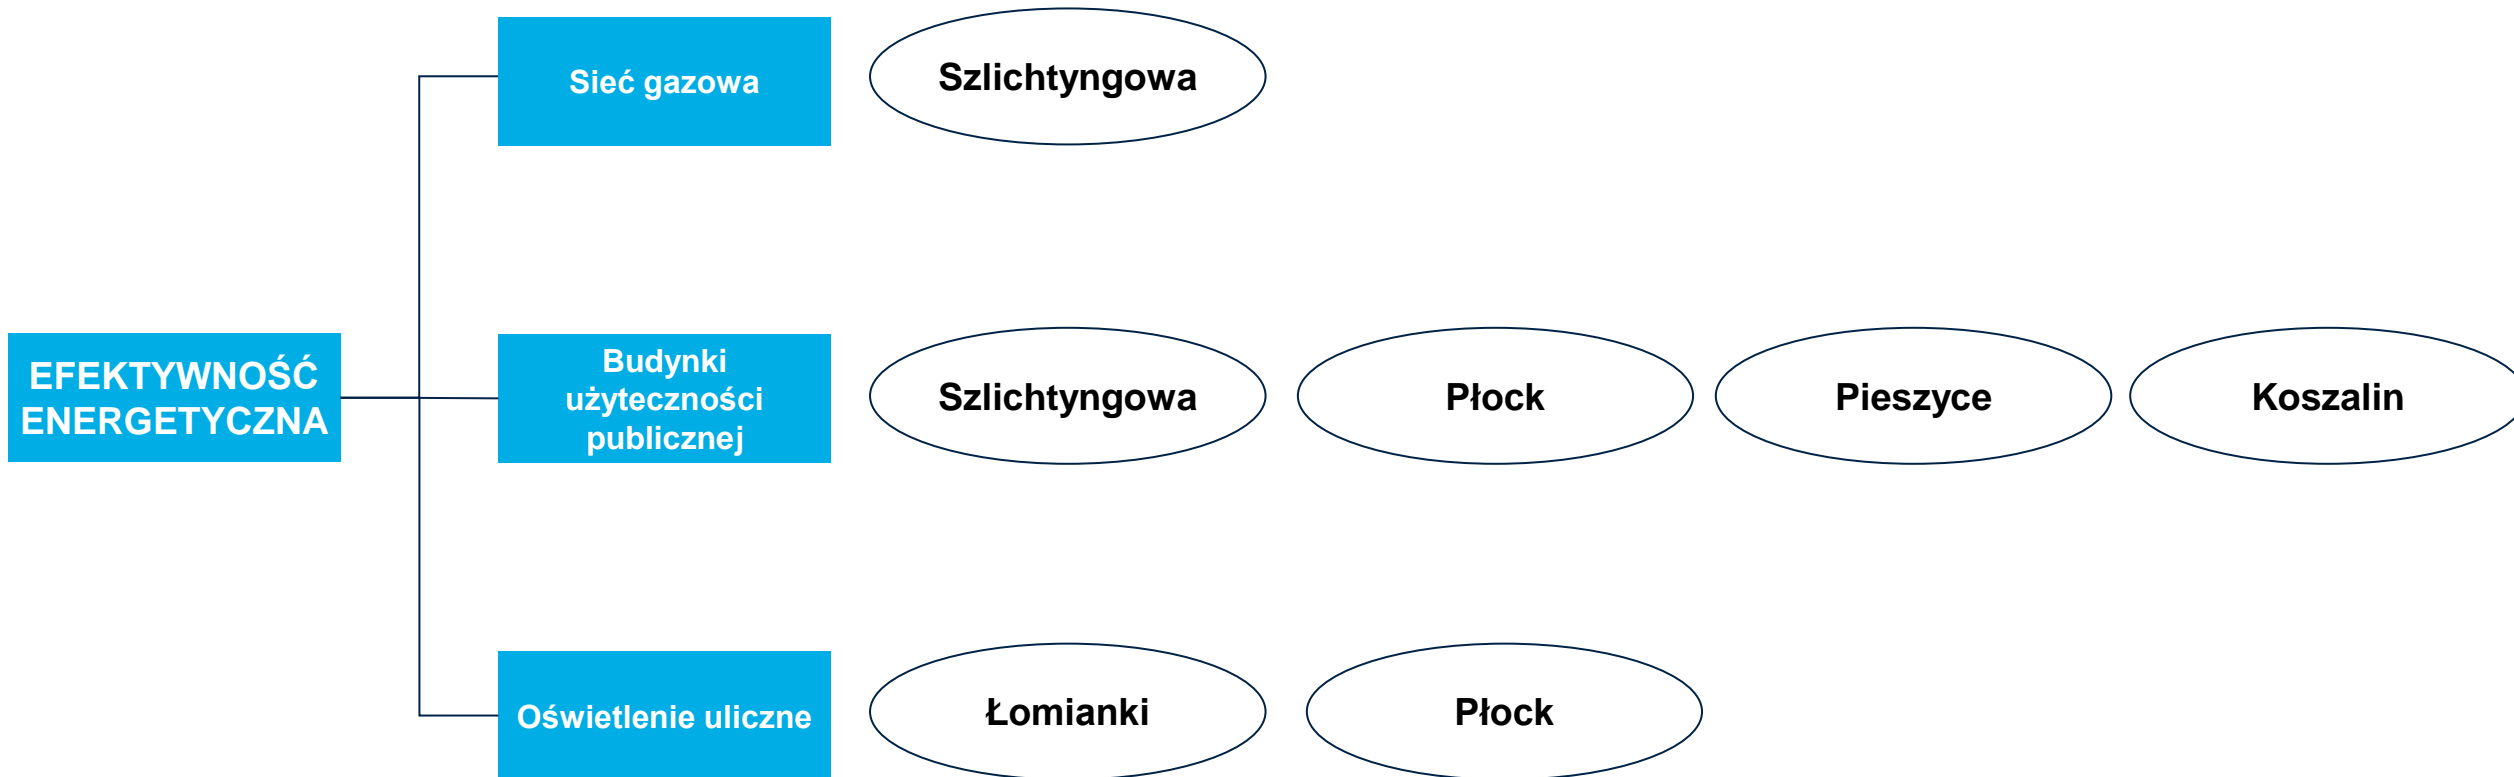 Sieć gazowa
Szlichtyngowa
EFEKTYWNOŚĆ
ENERGETYCZNA
Budynki
użyteczności
publicznej
Szlichtyngowa
Płock
Pieszyce
Koszalin
Oświetlenie uliczne
Łomianki
Płock